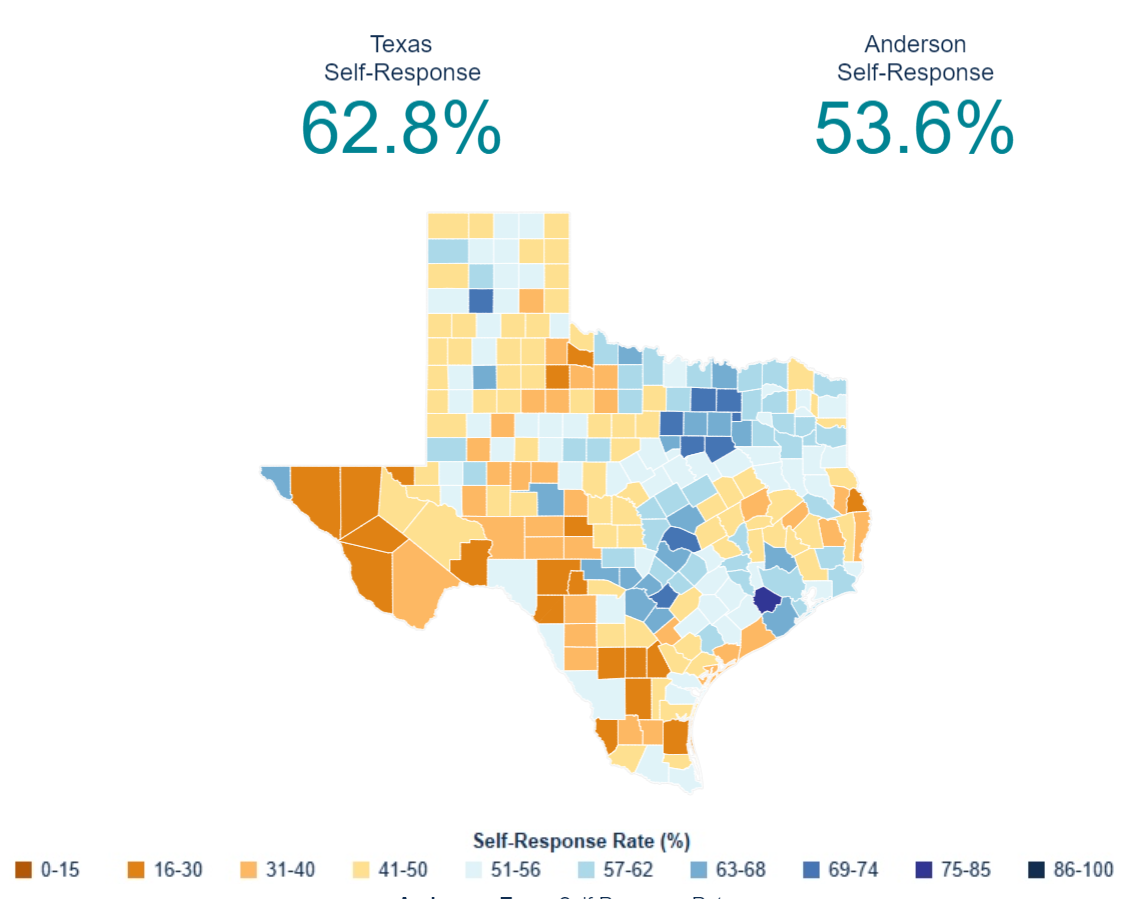 Texas
Self-Response
62.8%
Anderson
Self-Response
53.6%
Self-Response Rate (%)
0-15 16-30 31-40 41-50 51-56 57-62 63-68 69-74 75-85 86-100